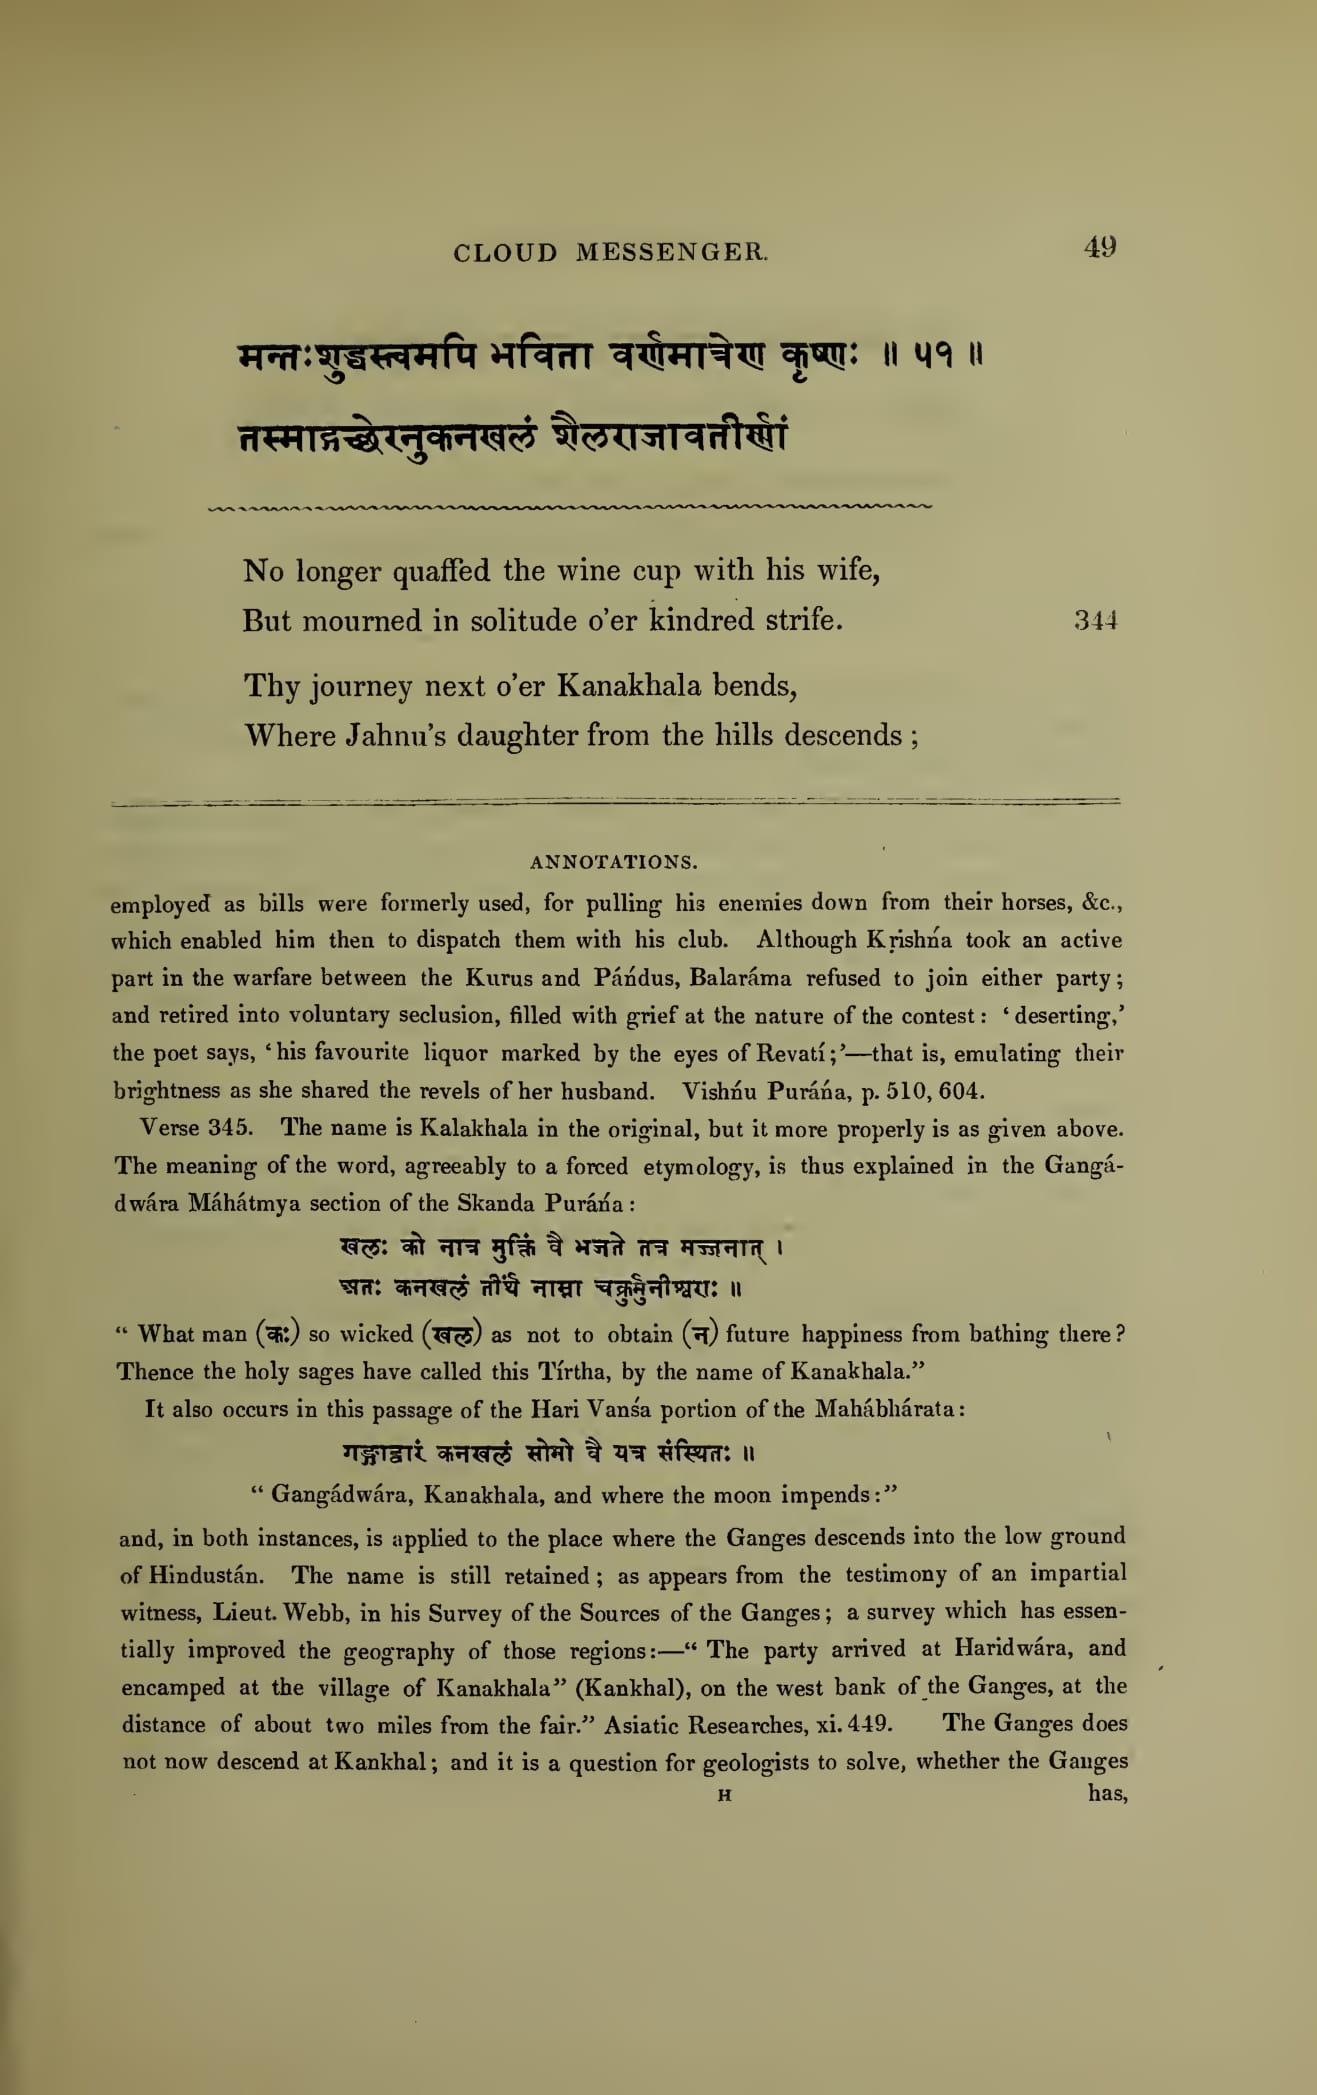 CLOUD MESSENGER. 49
मन्तःशुद्धस्त्वमपि भविता वर्णमात्रेण कृष्णः ॥ ५१ ॥
तस्माद्गच्छेरनुकनखलं शैलराजावतीर्णां
No longer quaffed the wine cup with his wife,
But mourned in solitude o'er kindred strife. 344
Thy journey next o'er Kanakhala bends,
Where Jahnu's daughter from the hills descends ;
ANNOTATIONS.
employed as bills were formerly used, for pulling his enemies down from their horses, &c.,
which enabled him then to dispatch them with his club. Although Kṛishńa took an active
part in the warfare between the Kurus and Páńdus, Balaráma refused to join either party ;
and retired into voluntary seclusion, filled with grief at the nature of the contest : ‘ deserting,’
the poet says, ‘ his favourite liquor marked by the eyes of Revatí ;’—that is, emulating their
brightness as she shared the revels of her husband. Vishńu Puráńa, p. 510, 604.
Verse 345. The name is Kalakhala in the original, but it more properly is as given above.
The meaning of the word, agreeably to a forced etymology, is thus explained in the Gangá-
dwára Máhátmya section of the Skanda Puráńa :
खलः को नात्र मुक्तिं वै भजते तत्र मज्जनात् ।
अतः कनखलं तीर्थं नाम्ना चक्रुर्मुनीश्वराः ॥
“ What man (कः) so wicked (खल) as not to obtain (न) future happiness from bathing there ?
Thence the holy sages have called this Tírtha, by the name of Kanakhala.”
It also occurs in this passage of the Hari Vanśa portion of the Mahábhárata :
गङ्गाद्वारं कनखलं सोमो वै यत्र संस्थितः ॥
“ Gangádwára, Kanakhala, and where the moon impends :”
and, in both instances, is applied to the place where the Ganges descends into the low ground
of Hindustán. The name is still retained ; as appears from the testimony of an impartial
witness, Lieut. Webb, in his Survey of the Sources of the Ganges ; a survey which has essen-
tially improved the geography of those regions :—“ The party arrived at Haridwára, and
encamped at the village of Kanakhala” (Kankhal), on the west bank of the Ganges, at the
distance of about two miles from the fair.” Asiatic Researches, xi. 449. The Ganges does
not now descend at Kankhal ; and it is a question for geologists to solve, whether the Ganges
H has,